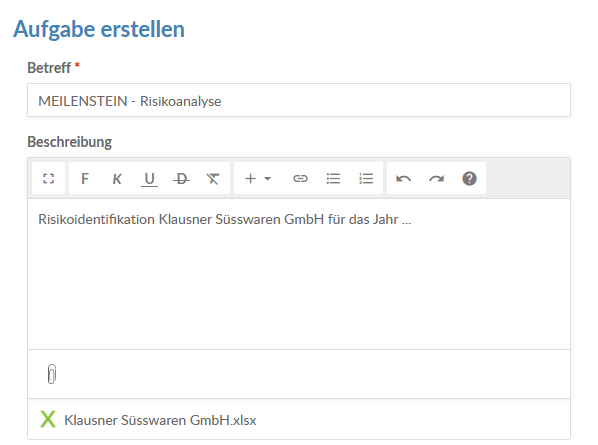 Aufgabe erstellen
Betreff *
MEILENSTEIN - Risikoanalyse
Beschreibung
F K U D
Risikoidentifikation Klausner Süsswaren GmbH für das Jahr ...
Klausner Süsswaren GmbH.xlsx